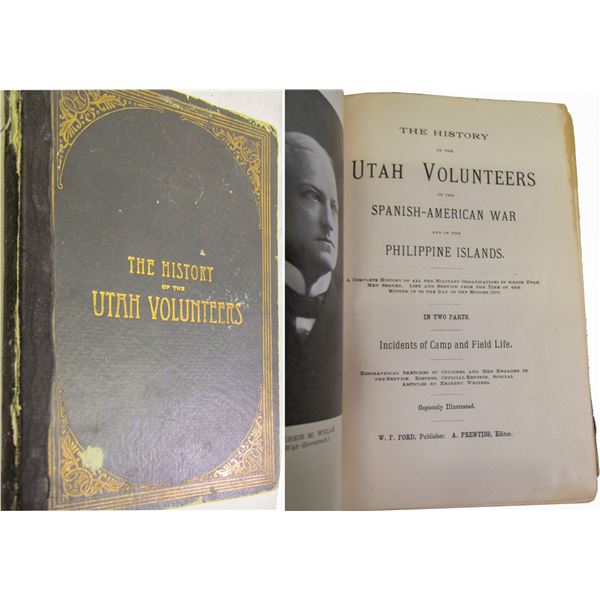 THE HISTORY
OF THE
UTAH VOLUNTEERS
THE HISTORY
OF THE
UTAH VOLUNTEERS
IN THE
SPANISH-AMERICAN WAR
AND IN THE
PHILIPPINE ISLANDS.
A COMPLETE HISTORY OF ALL THE MILITARY ORGANIZATIONS IN WHICH UTAH
MEN SERVED. LIFE AND SERVICE FROM THE TIME OF THE
MUSTER IN TO THE DAY OF THE MUSTER OUT.
IN TWO PARTS.
Incidents of Camp and Field Life.
BIOGRAPHICAL SKETCHES OF OFFICERS AND MEN ENGAGED IN
THE SERVICE. ROSTERS, OFFICIAL REPORTS, SPECIAL
ARTICLES BY EMINENT WRITERS.
Copiously Illustrated.
W. F. FORD, Publisher. A. PRENTISS, Editor.
M. WELLS
War Governor)